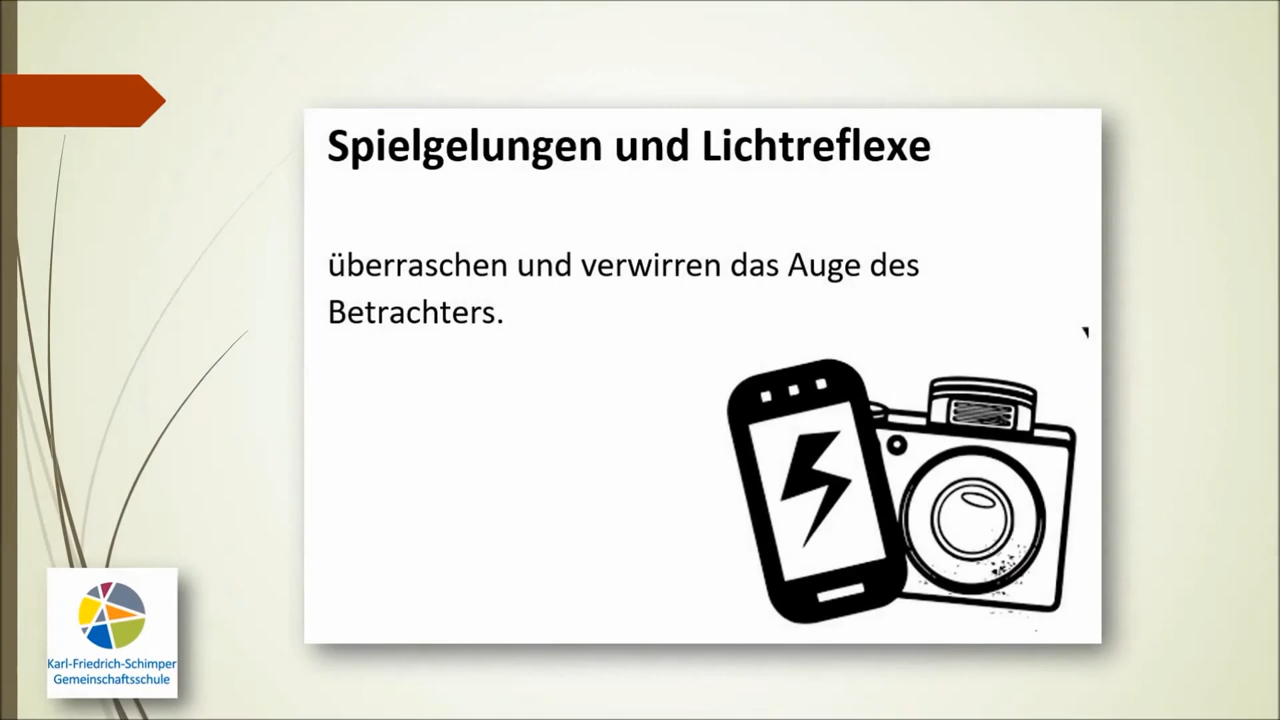 Spielgelungen und Lichtreflexe
überraschen und verwirren das Auge des
Betrachters.
Karl-Friedrich-Schimper
Gemeinschaftsschule